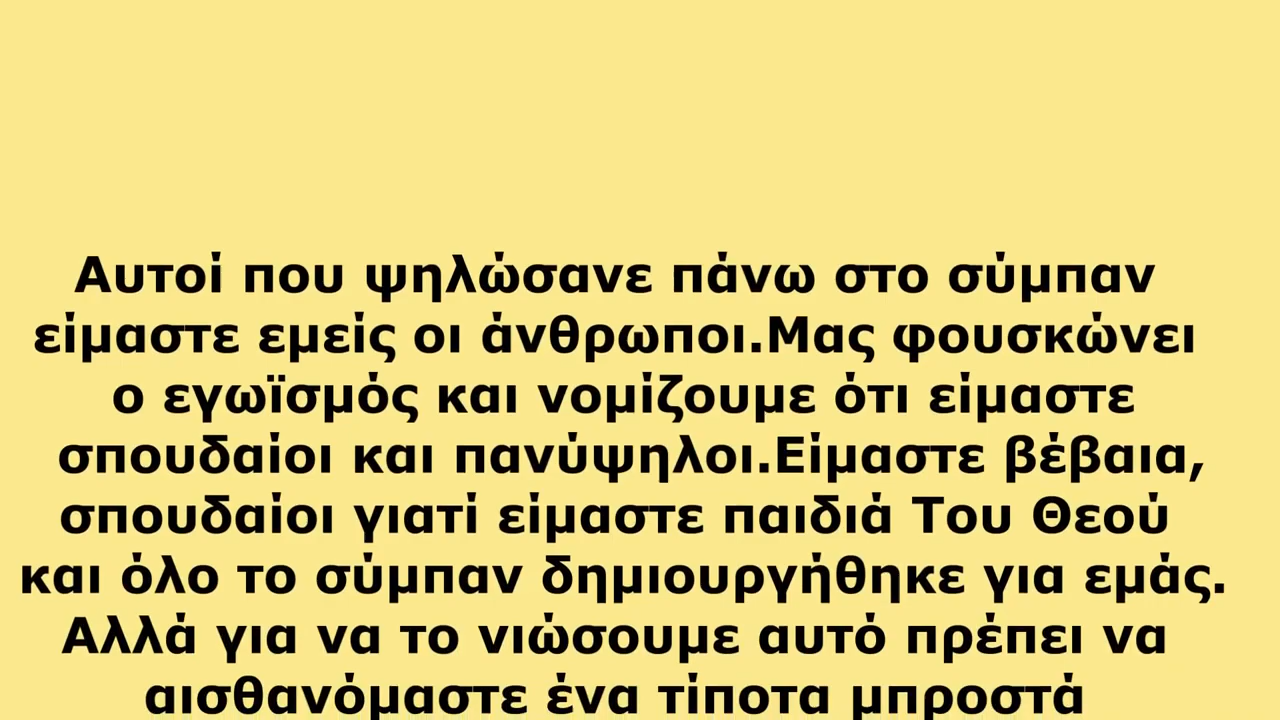 Αυτοί που ψηλώσανε πάνω στο σύμπαν
είμαστε εμείς οι άνθρωποι.Μας φουσκώνει
ο εγωϊσμός και νομίζουμε ότι είμαστε
σπουδαίοι και πανύψηλοι.Είμαστε βέβαια,
σπουδαίοι γιατί είμαστε παιδιά Του Θεού
και όλο το σύμπαν δημιουργήθηκε για εμάς.
Αλλά για να το νιώσουμε αυτό πρέπει να
αισθανόμαστε ένα τίποτα μπροστά